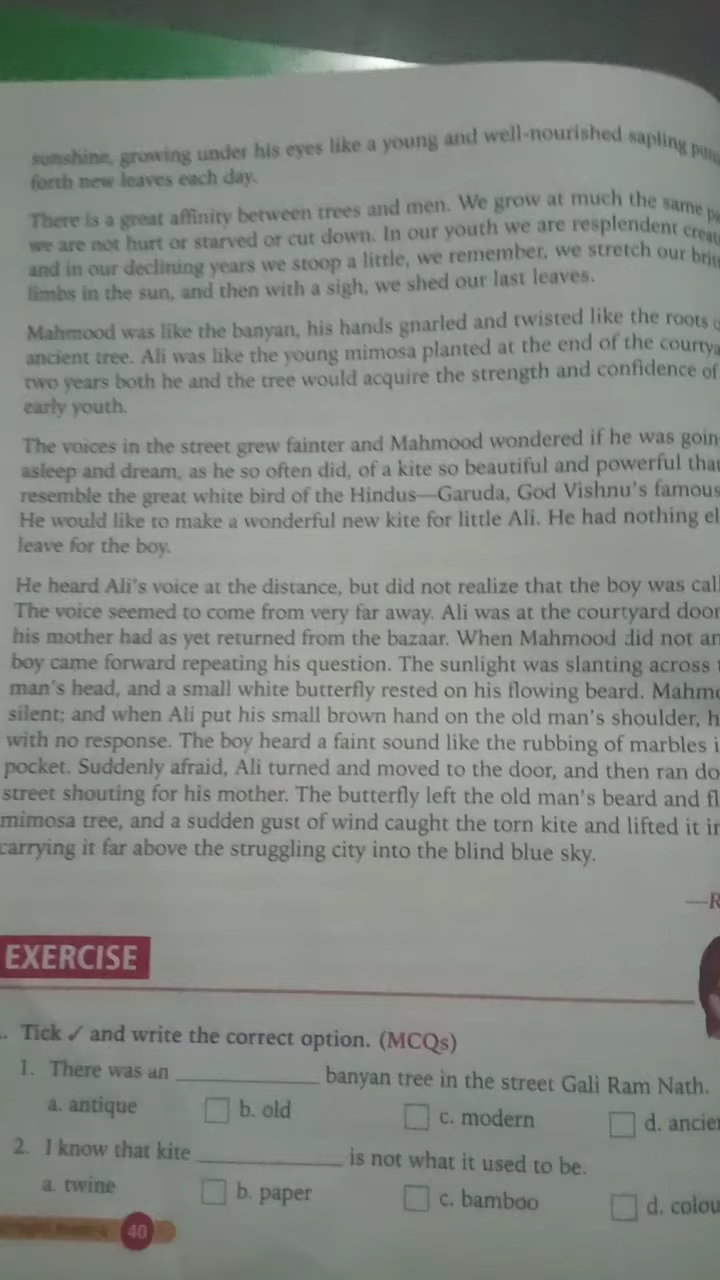 sunshine, growing under his eyes like a young and well-nourished sapling
forth new leaves each day.
There is a great affinity between trees and men. We grow at much the same
we are not hurt or starved or cut down. In our youth we are resplendent
and in our declining years we stoop a little, we remember, we stretch our
limbs in the sun, and then with a sigh, we shed our last leaves.
Mahmood was like the banyan, his hands gnarled and twisted like the roots
ancient tree. Ali was like the young mimosa planted at the end of the
two years both he and the tree would acquire the strength and confidence of
early youth.
The voices in the street grew fainter and Mahmood wondered if he was
asleep and dream, as he so often did, of a kite so beautiful and powerful
resemble the great white bird of the Hindus—Garuda, God Vishnu's famous
He would like to make a wonderful new kite for little Ali. He had nothing
leave for the boy.
He heard Ali's voice at the distance, but did not realize that the boy was
The voice seemed to come from very far away. Ali was at the courtyard door
his mother had as yet returned from the bazaar. When Mahmood did not
boy came forward repeating his question. The sunlight was slanting across
man's head, and a small white butterfly rested on his flowing beard.
silent; and when Ali put his small brown hand on the old man's shoulder,
with no response. The boy heard a faint sound like the rubbing of marbles
pocket. Suddenly afraid, Ali turned and moved to the door, and then ran
street shouting for his mother. The butterfly left the old man's beard and
mimosa tree, and a sudden gust of wind caught the torn kite and lifted it
carrying it far above the struggling city into the blind blue sky.
EXERCISE
Tick ✓ and write the correct option. (MCQs)
1. There was an __________ banyan tree in the street Gali Ram Nath.
a. antique b. old c. modern d.
2. I know that kite __________ is not what it used to be.
a. twine b. paper c. bamboo d.
40